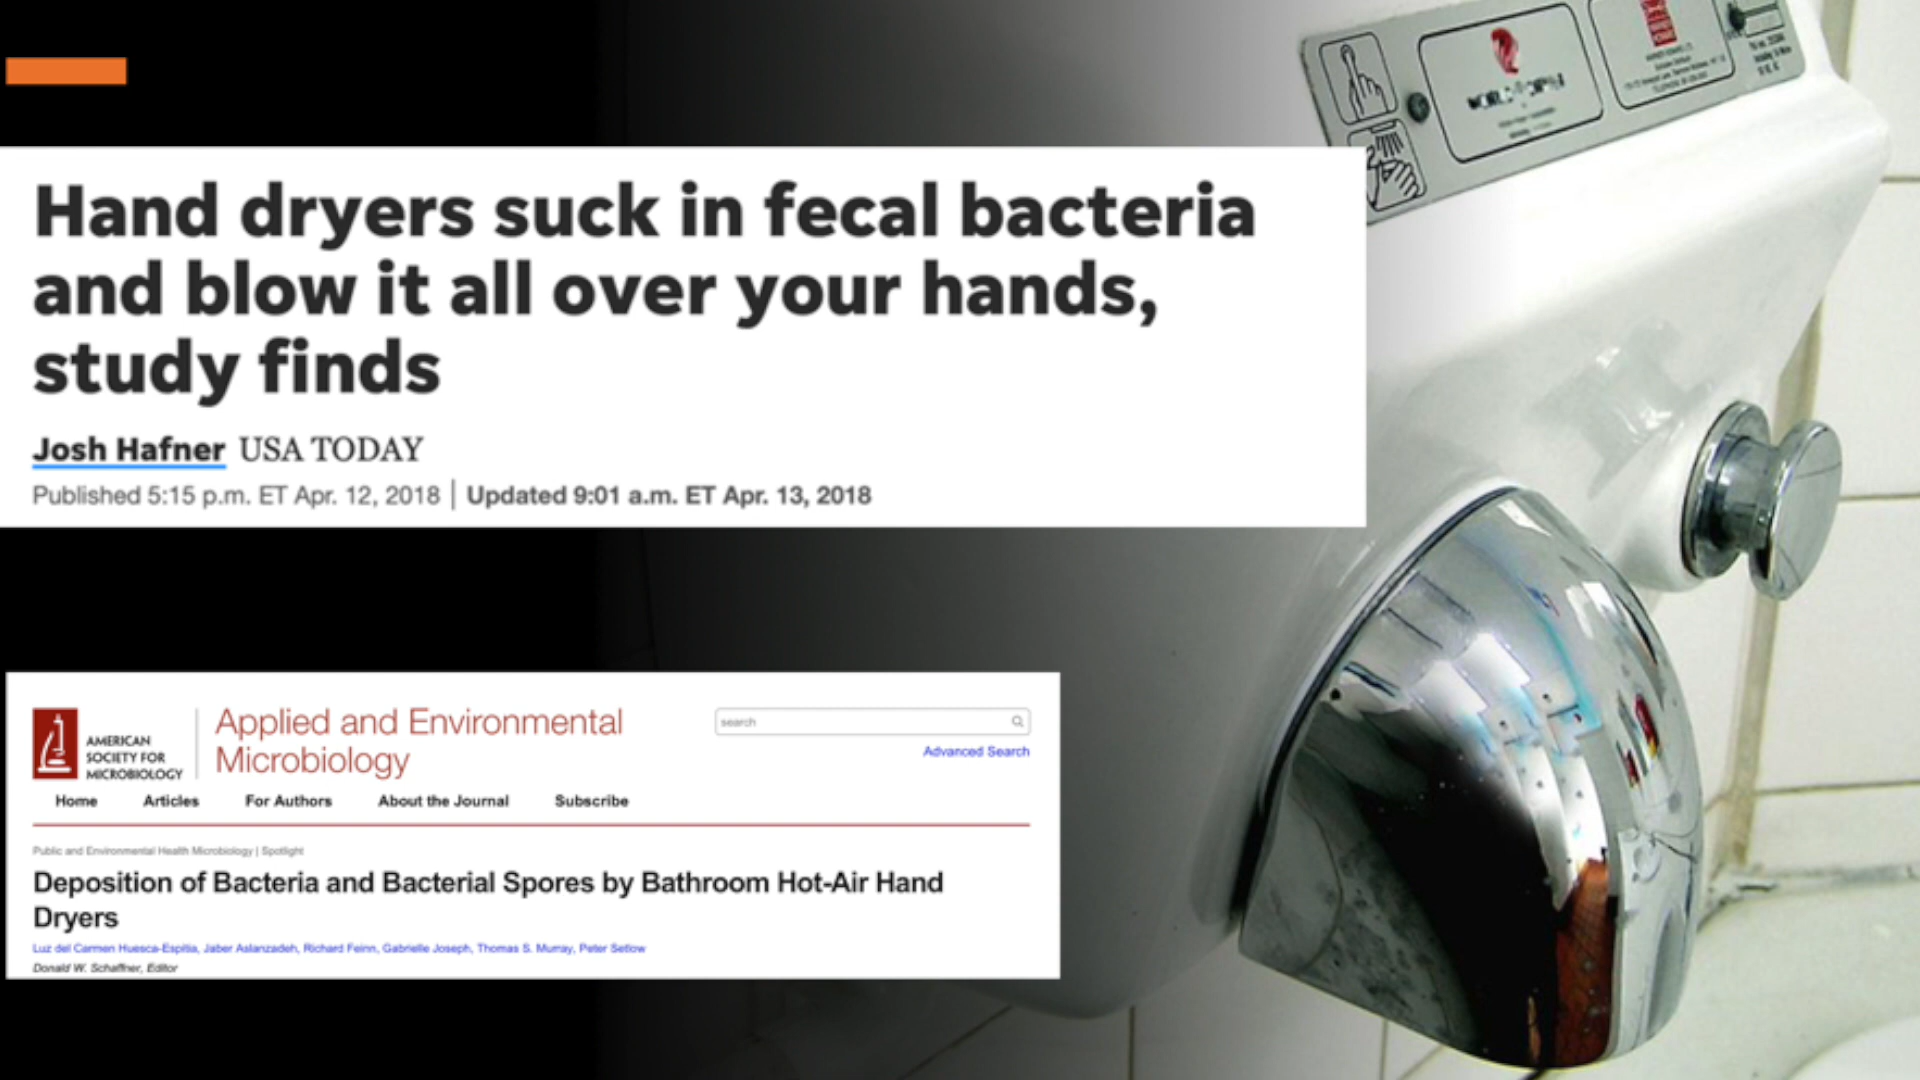 Hand dryers suck in fecal bacteria
and blow it all over your hands,
study finds
Josh Hafner USA TODAY
Published 5:15 p.m. ET Apr. 12, 2018 | Updated 9:01 a.m. ET Apr. 13, 2018
AMERICAN
SOCIETY FOR
MICROBIOLOGY
Applied and Environmental
Microbiology
search
Advanced Search
Home Articles For Authors About the Journal Subscribe
Public and Environmental Health Microbiology | Spotlight
Deposition of Bacteria and Bacterial Spores by Bathroom Hot-Air Hand
Dryers
Luz del Carmen Huesca-Espitia, Jaber Aslanzadeh, Richard Feinn, Gabrielle Joseph, Thomas S. Murray, Peter Setlow
Donald W. Schaffner, Editor